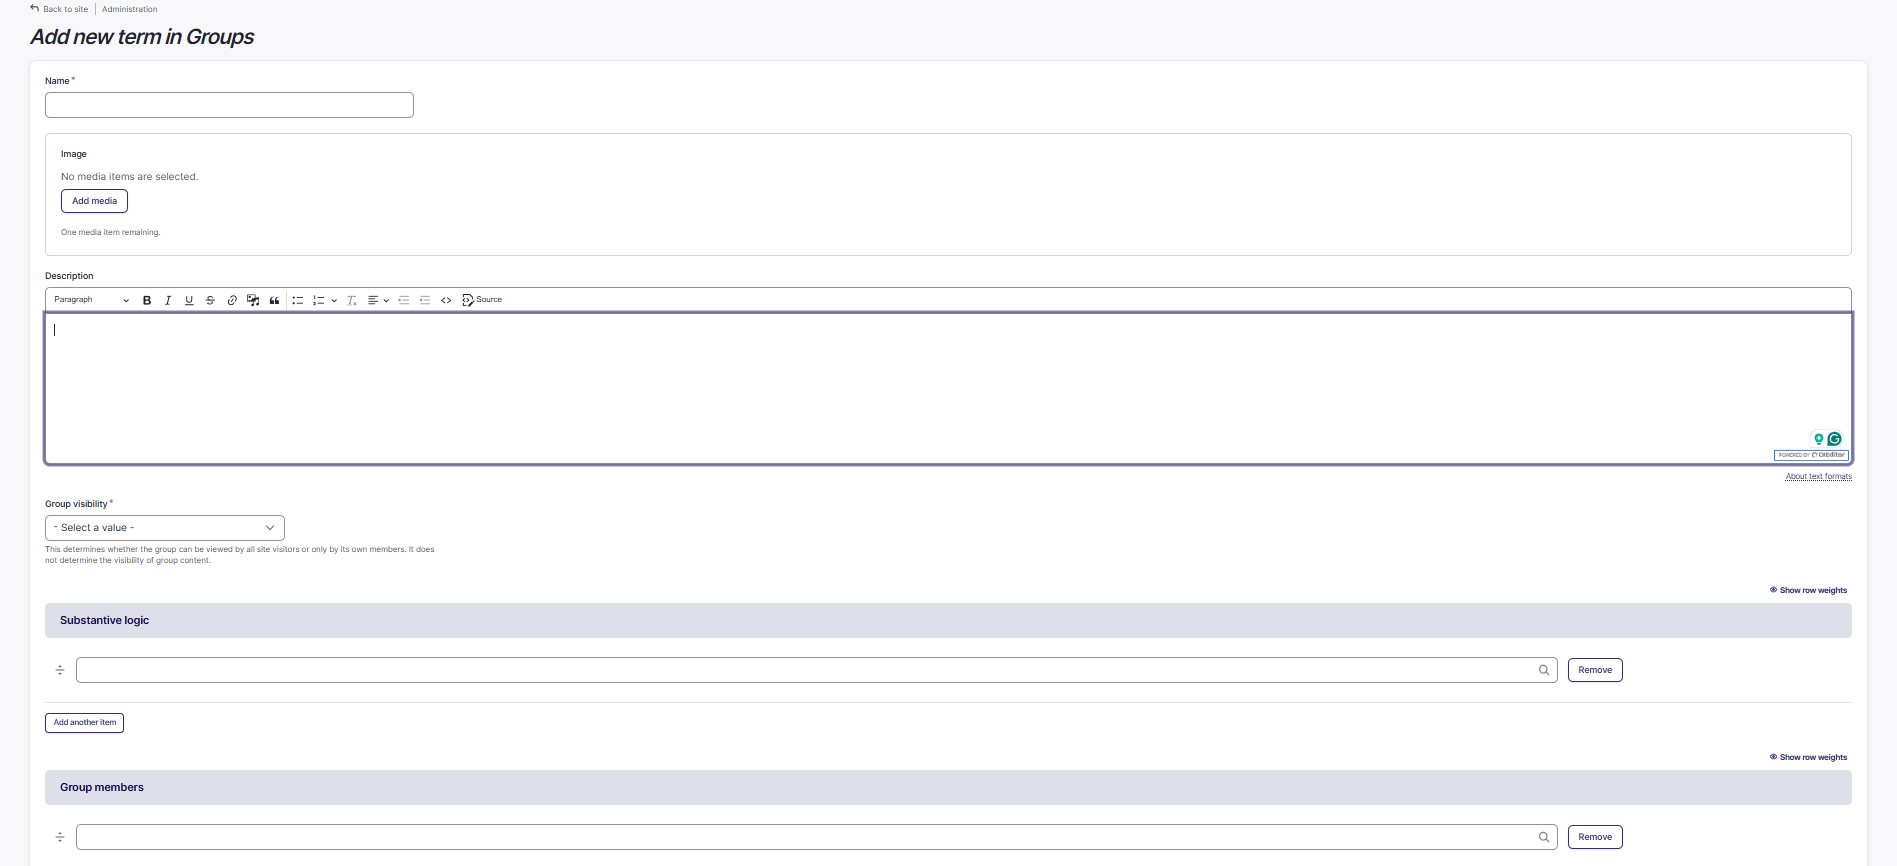 Back to site | Administration
Add new term in Groups
Name*
Image
No media items are selected.
Add media
One media item remaining.
Description
Paragraph B I U S Source
POWERED BY CKEditor
About text formats
Group visibility*
- Select a value -
This determines whether the group can be viewed by all site visitors or only by its own members. It does
not determine the visibility of group content.
Show row weights
Substantive logic
Remove
Add another item
Show row weights
Group members
Remove